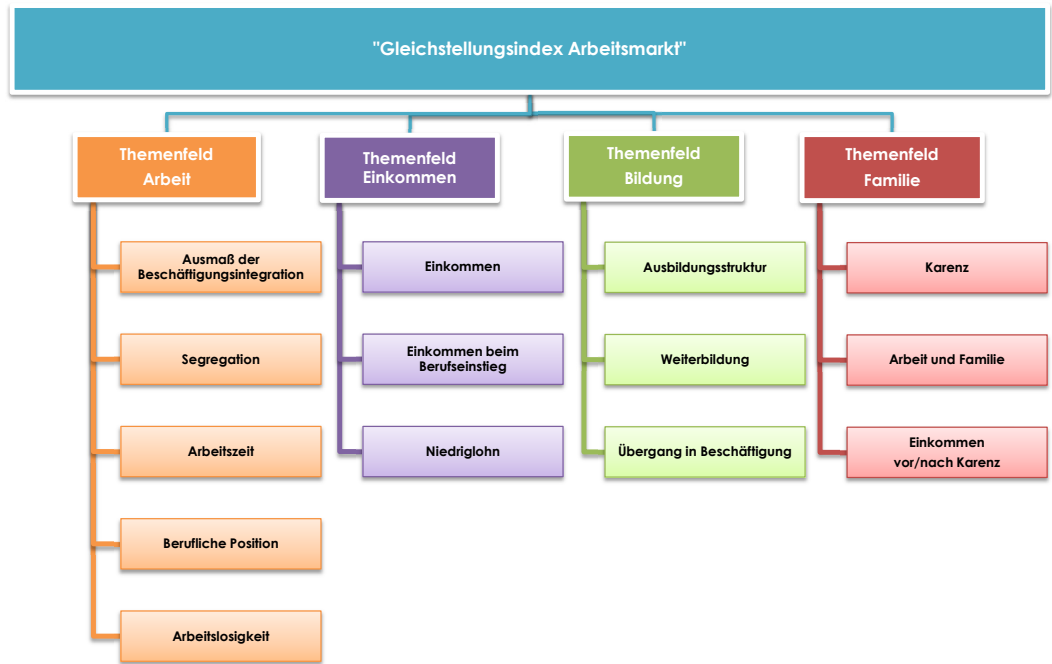 "Gleichstellungsindex Arbeitsmarkt"
Themenfeld
Arbeit
Ausmaß der
Beschäftigungsintegration
Segregation
Arbeitszeit
Berufliche Position
Arbeitslosigkeit
Themenfeld
Einkommen
Einkommen
Einkommen beim
Berufseinstieg
Niedriglohn
Themenfeld
Bildung
Ausbildungsstruktur
Weiterbildung
Übergang in Beschäftigung
Themenfeld
Familie
Karenz
Arbeit und Familie
Einkommen
vor/nach Karenz